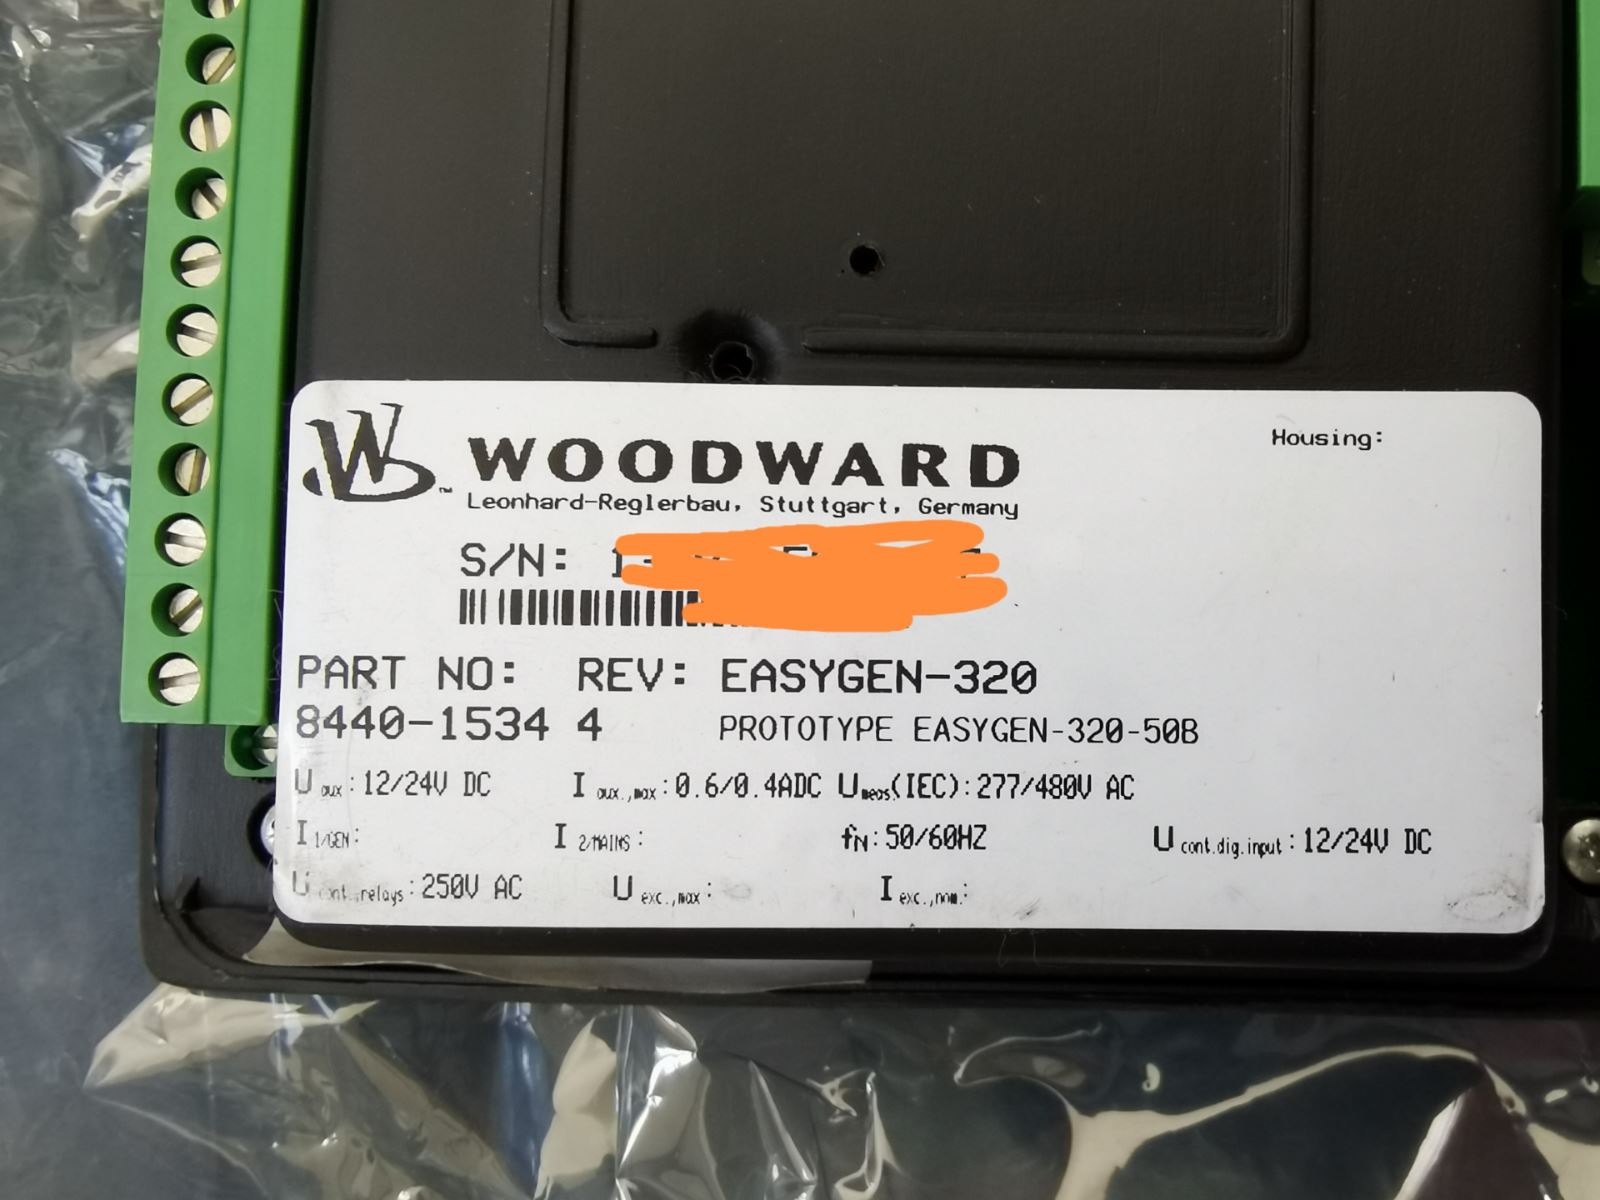 WOODWARD
Housing:
Leonhard-Reglerbau, Stuttgart, Germany
S/N:
PART NO: REV: EASYGEN-320
8440-1534 4 PROTOTYPE EASYGEN-320-50B
U aux: 12/24V DC I aux.,max: 0.6/0.4ADC U meas(IEC): 277/480V AC
I 1/GEN: I 2/MAINS: fN: 50/60HZ U cont.dig.input: 12/24V DC
U cont.relays: 250V AC U exc.,max: I exc.,nom.: